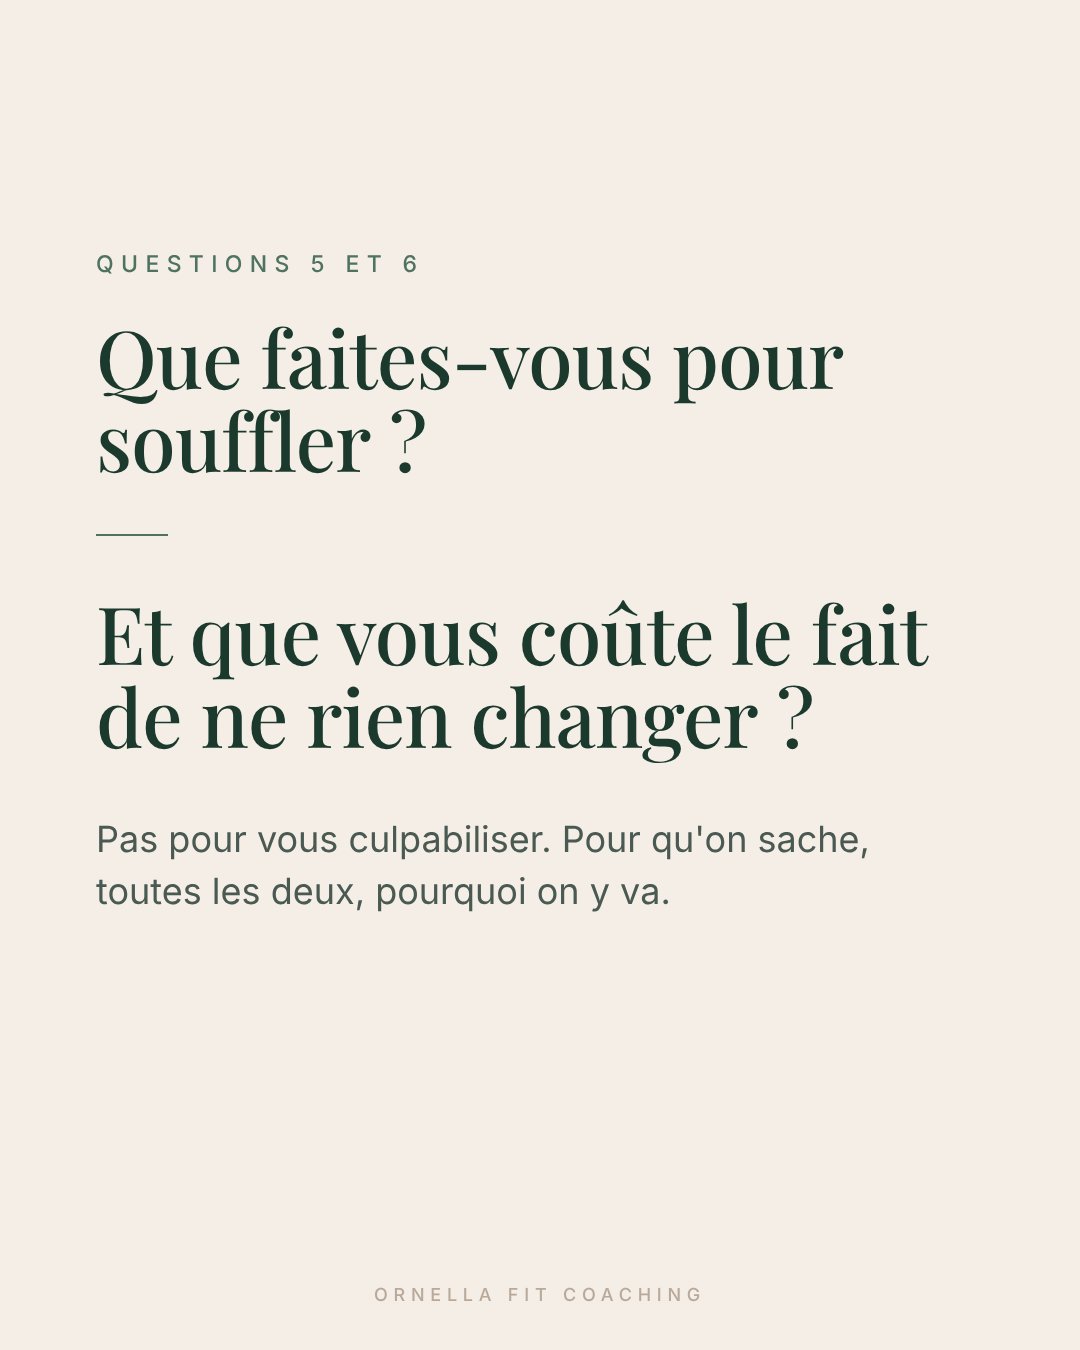 QUESTIONS 5 ET 6
Que faites-vous pour
souffler ?
Et que vous coûte le fait
de ne rien changer ?
Pas pour vous culpabiliser. Pour qu'on sache,
toutes les deux, pourquoi on y va.
ORNELLA FIT COACHING